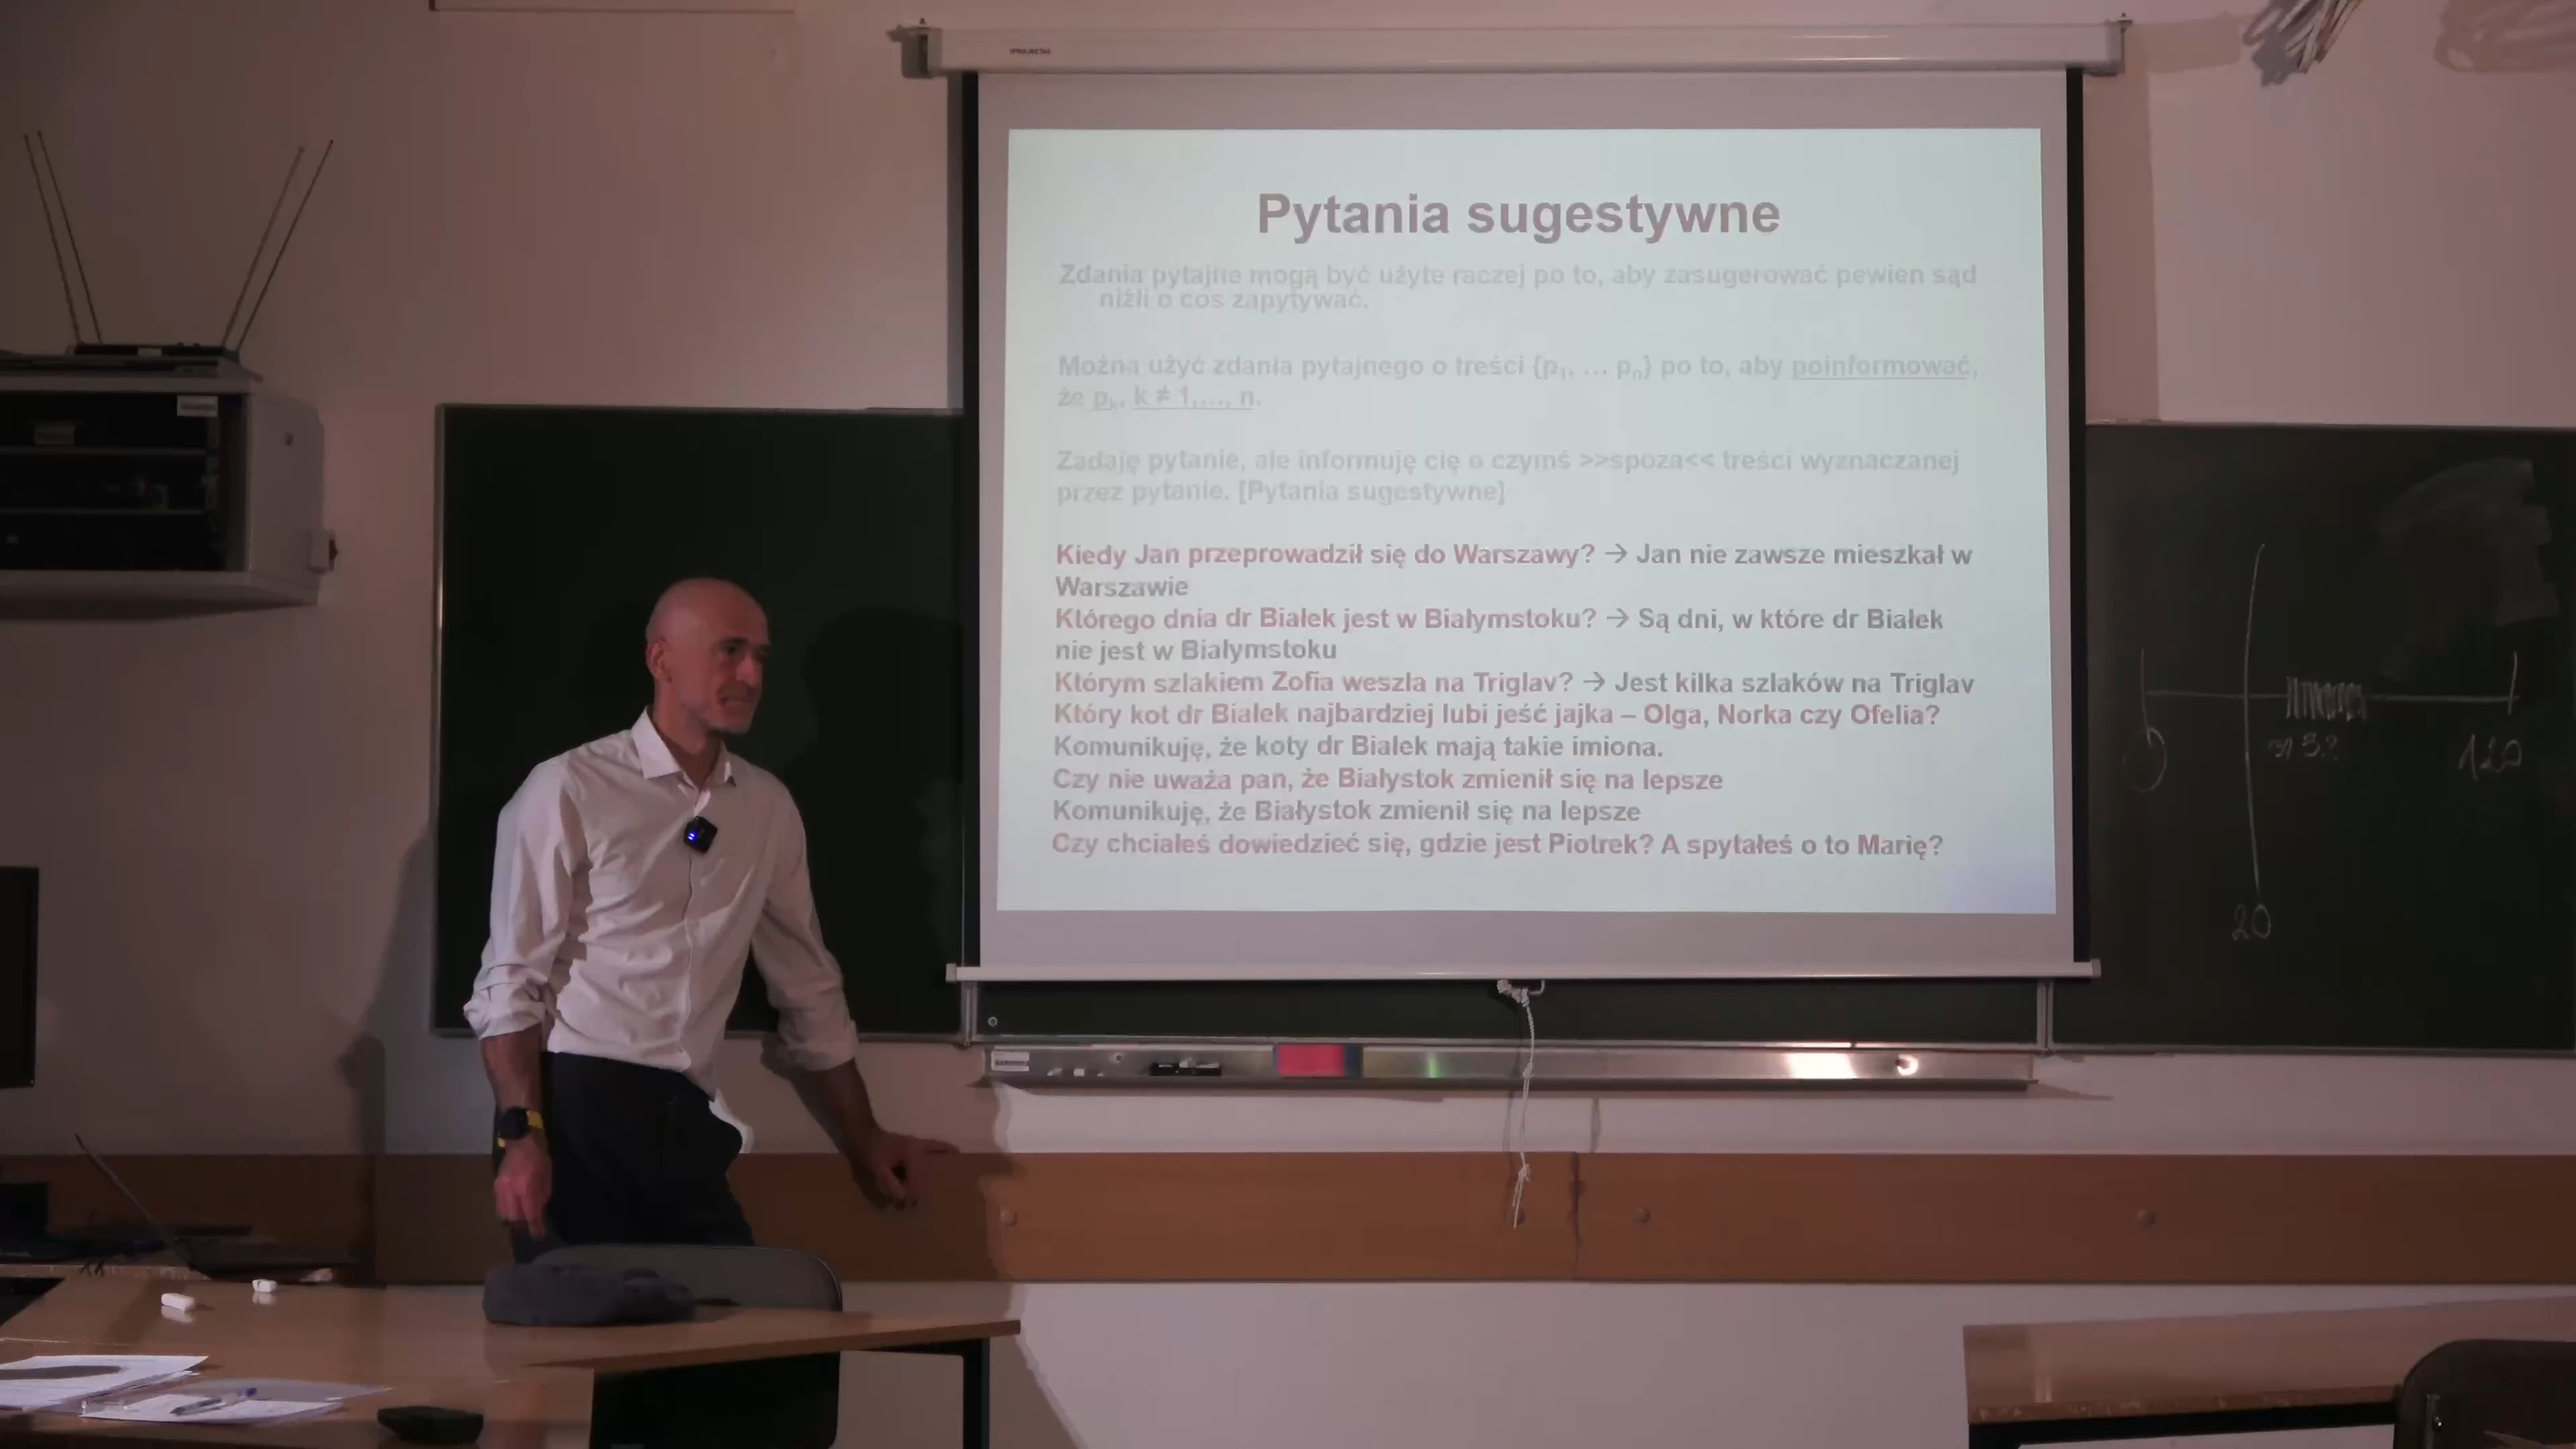 Pytania sugestywne
Zdania pytajne mogą być użyte raczej po to, aby zasugerować pewien sąd
niźli o cos zapytywać.
Można użyć zdania pytajnego o treści {p₁, … pₙ} po to, aby poinformować,
że pₖ, k ≠ 1,…, n.
Zadaję pytanie, ale informuję cię o czymś >>spoza<< treści wyznaczanej
przez pytanie. [Pytania sugestywne]
Kiedy Jan przeprowadził się do Warszawy? → Jan nie zawsze mieszkał w
Warszawie
Którego dnia dr Białek jest w Białymstoku? → Są dni, w które dr Białek
nie jest w Białymstoku
Którym szlakiem Zofia weszła na Triglav? → Jest kilka szlaków na Triglav
Który kot dr Białek najbardziej lubi jeść jajka – Olga, Norka czy Ofelia?
Komunikuję, że koty dr Białek mają takie imiona.
Czy nie uważa pan, że Białystok zmienił się na lepsze
Komunikuję, że Białystok zmienił się na lepsze
Czy chciałeś dowiedzieć się, gdzie jest Piotrek? A spytałeś o to Marię?
120
20